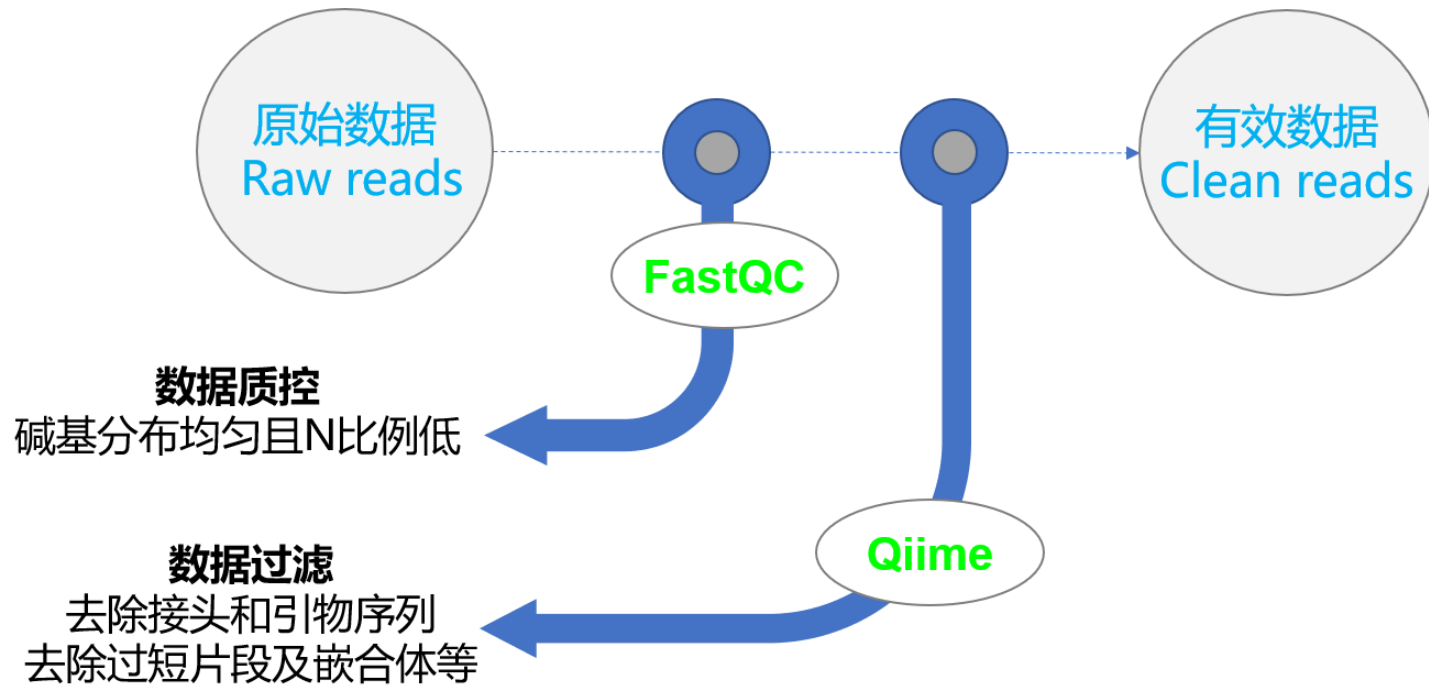 原始数据
Raw reads
有效数据
Clean reads
FastQC
数据质控
碱基分布均匀且N比例低
Qiime
数据过滤
去除接头和引物序列
去除过短片段及嵌合体等